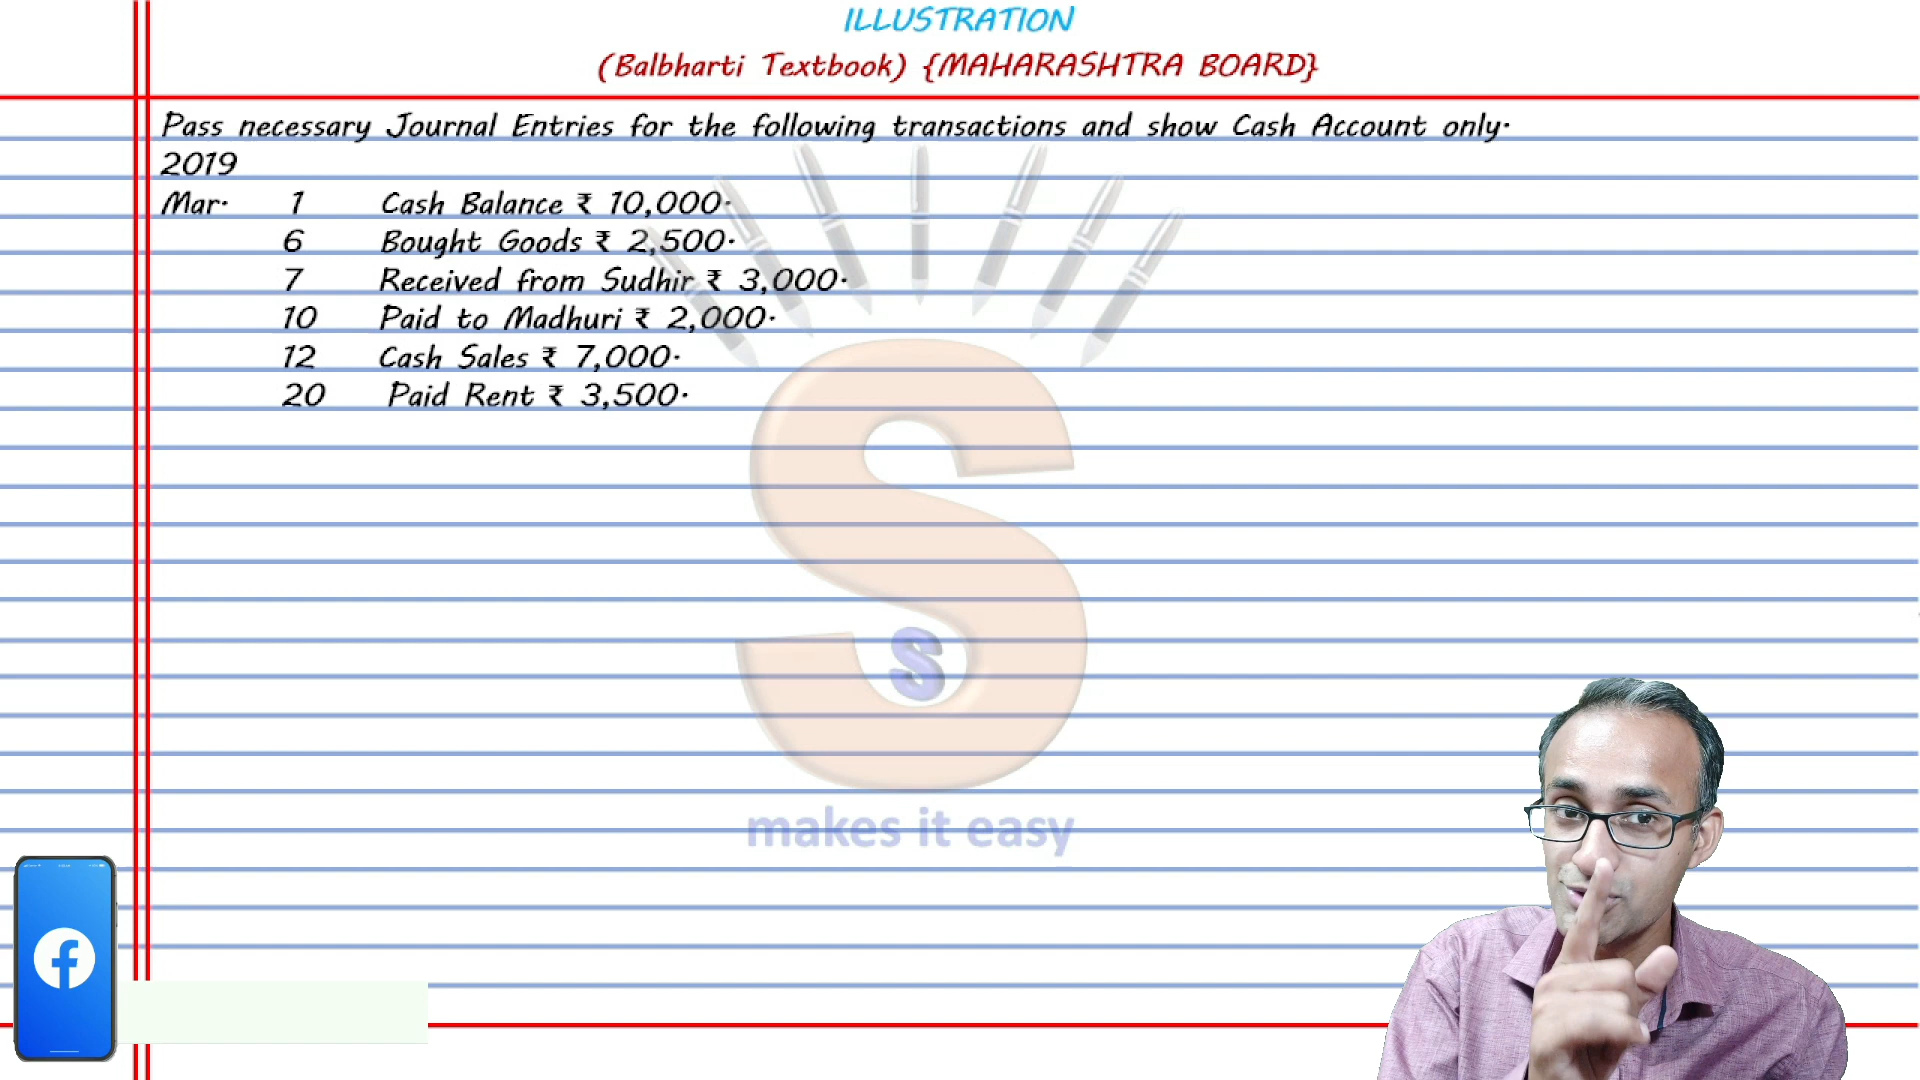 ILLUSTRATION
(Balbharti Textbook) {MAHARASHTRA BOARD}
Pass necessary Journal Entries for the following transactions and show Cash Account only.
2019
Mar. 1 Cash Balance ₹ 10,000.
6 Bought Goods ₹ 2,500.
7 Received from Sudhir ₹ 3,000.
10 Paid to Madhuri ₹ 2,000.
12 Cash Sales ₹ 7,000.
20 Paid Rent ₹ 3,500.
S
S
makes it easy